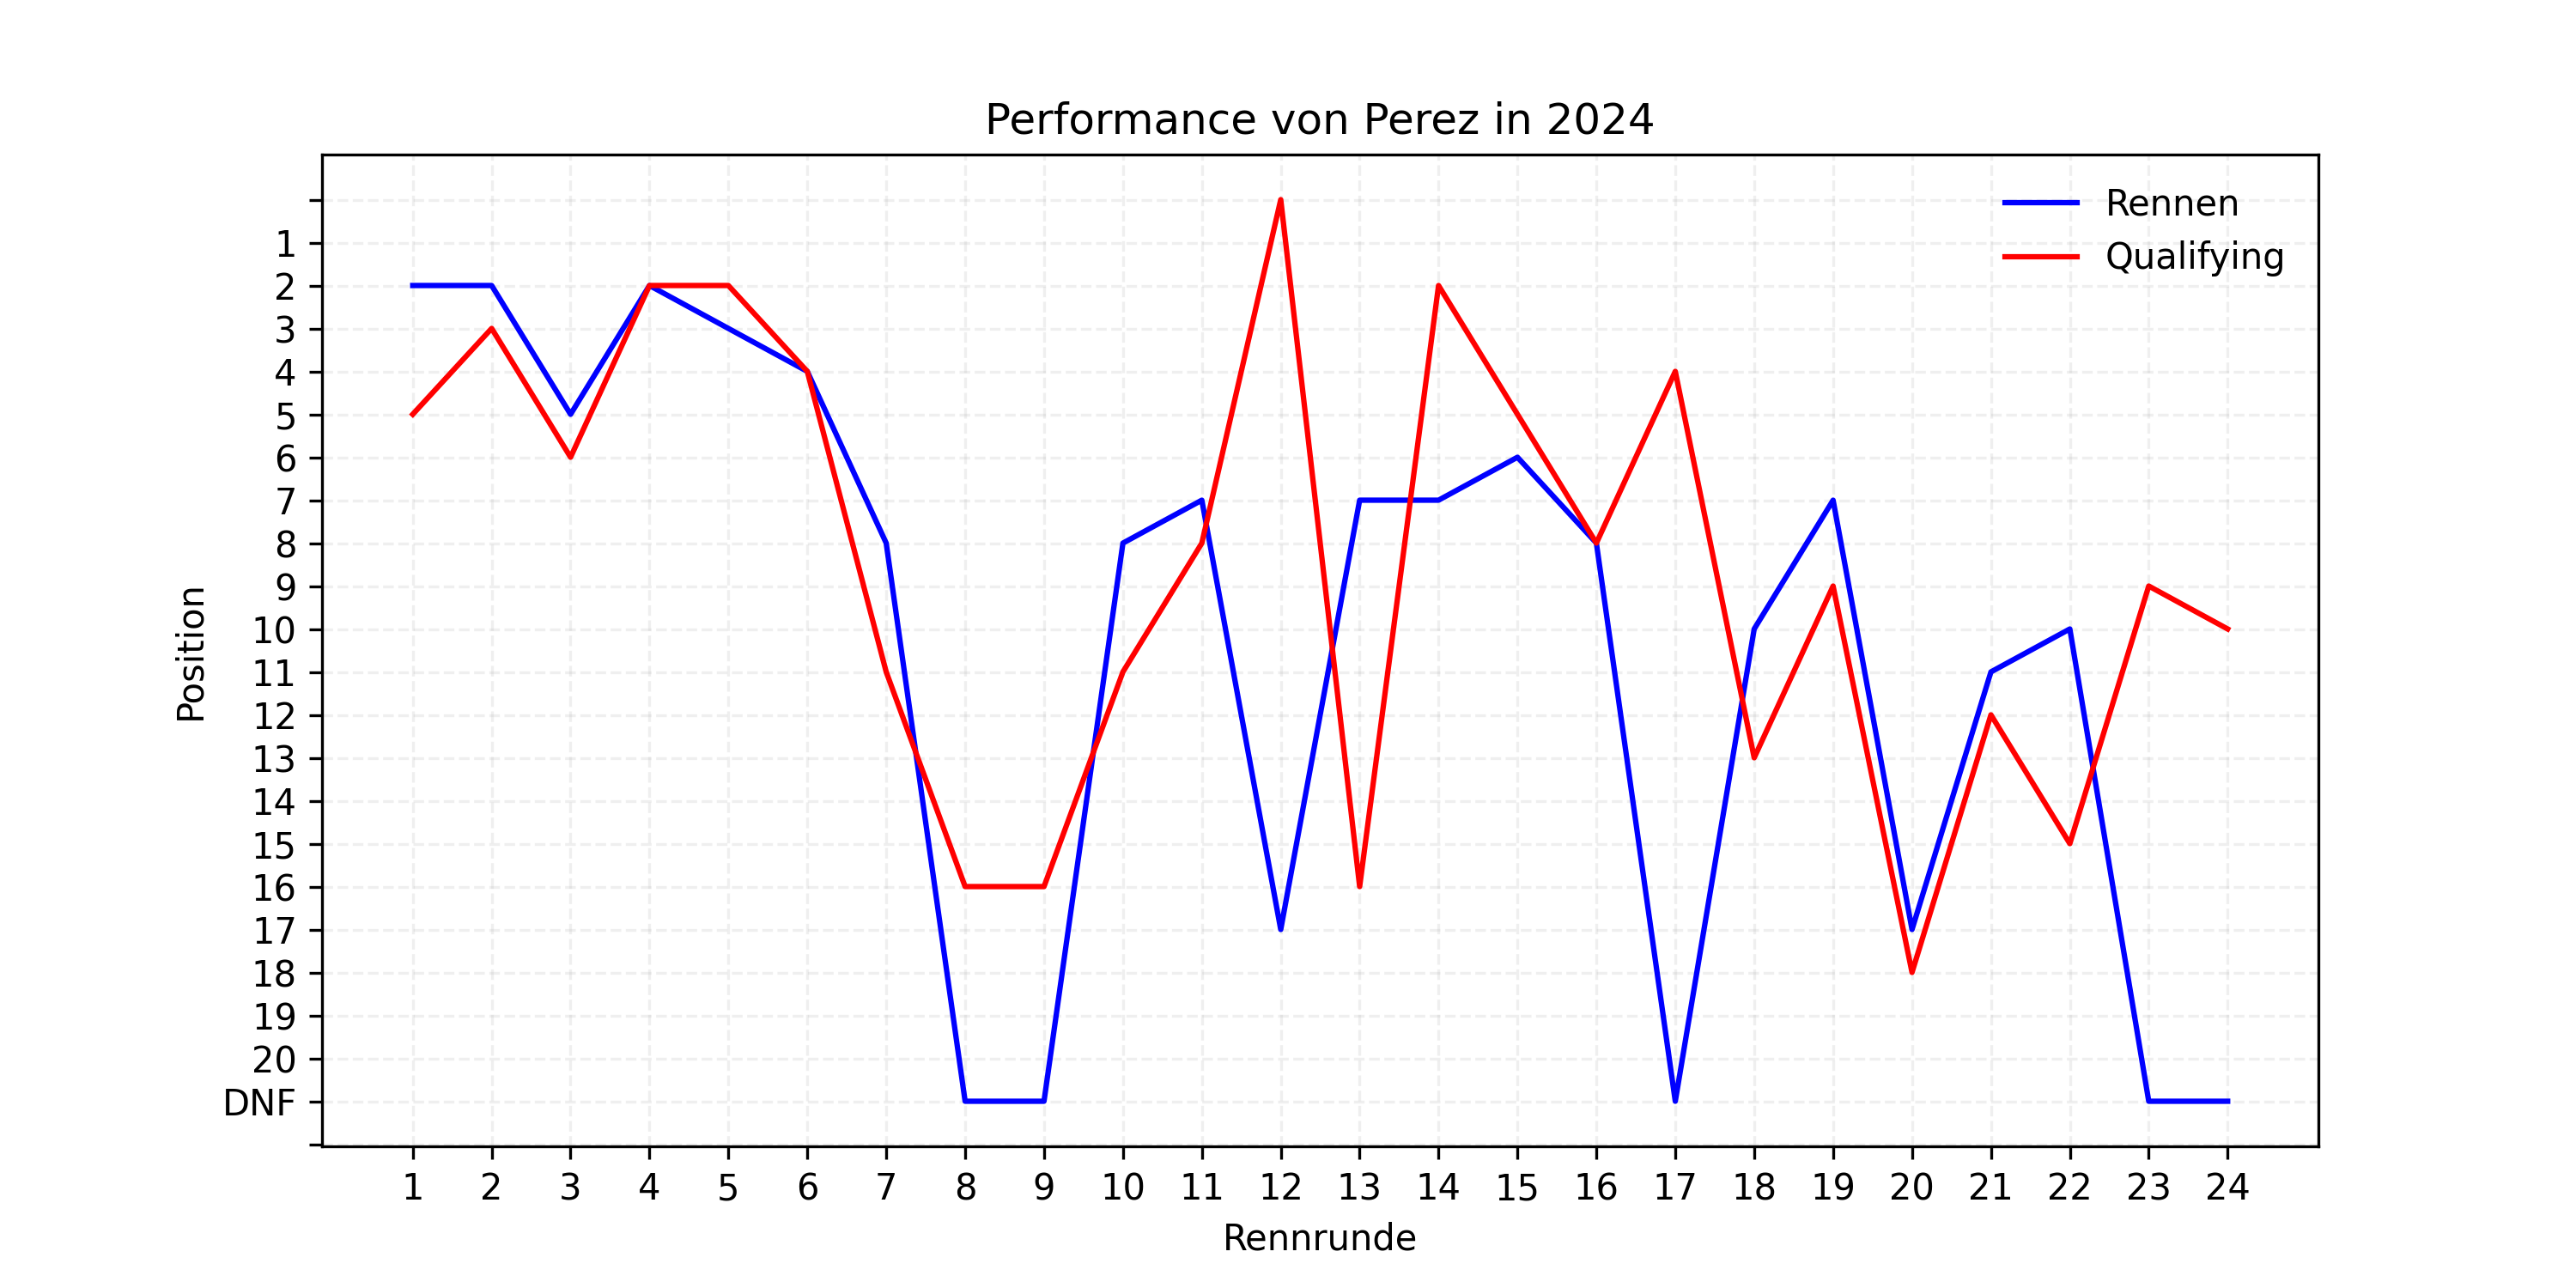 Performance von Perez in 2024
Rennen
Qualifying
Position
1
2
3
4
5
6
7
8
9
10
11
12
13
14
15
16
17
18
19
20
DNF
1 2 3 4 5 6 7 8 9 10 11 12 13 14 15 16 17 18 19 20 21 22 23 24
Rennrunde